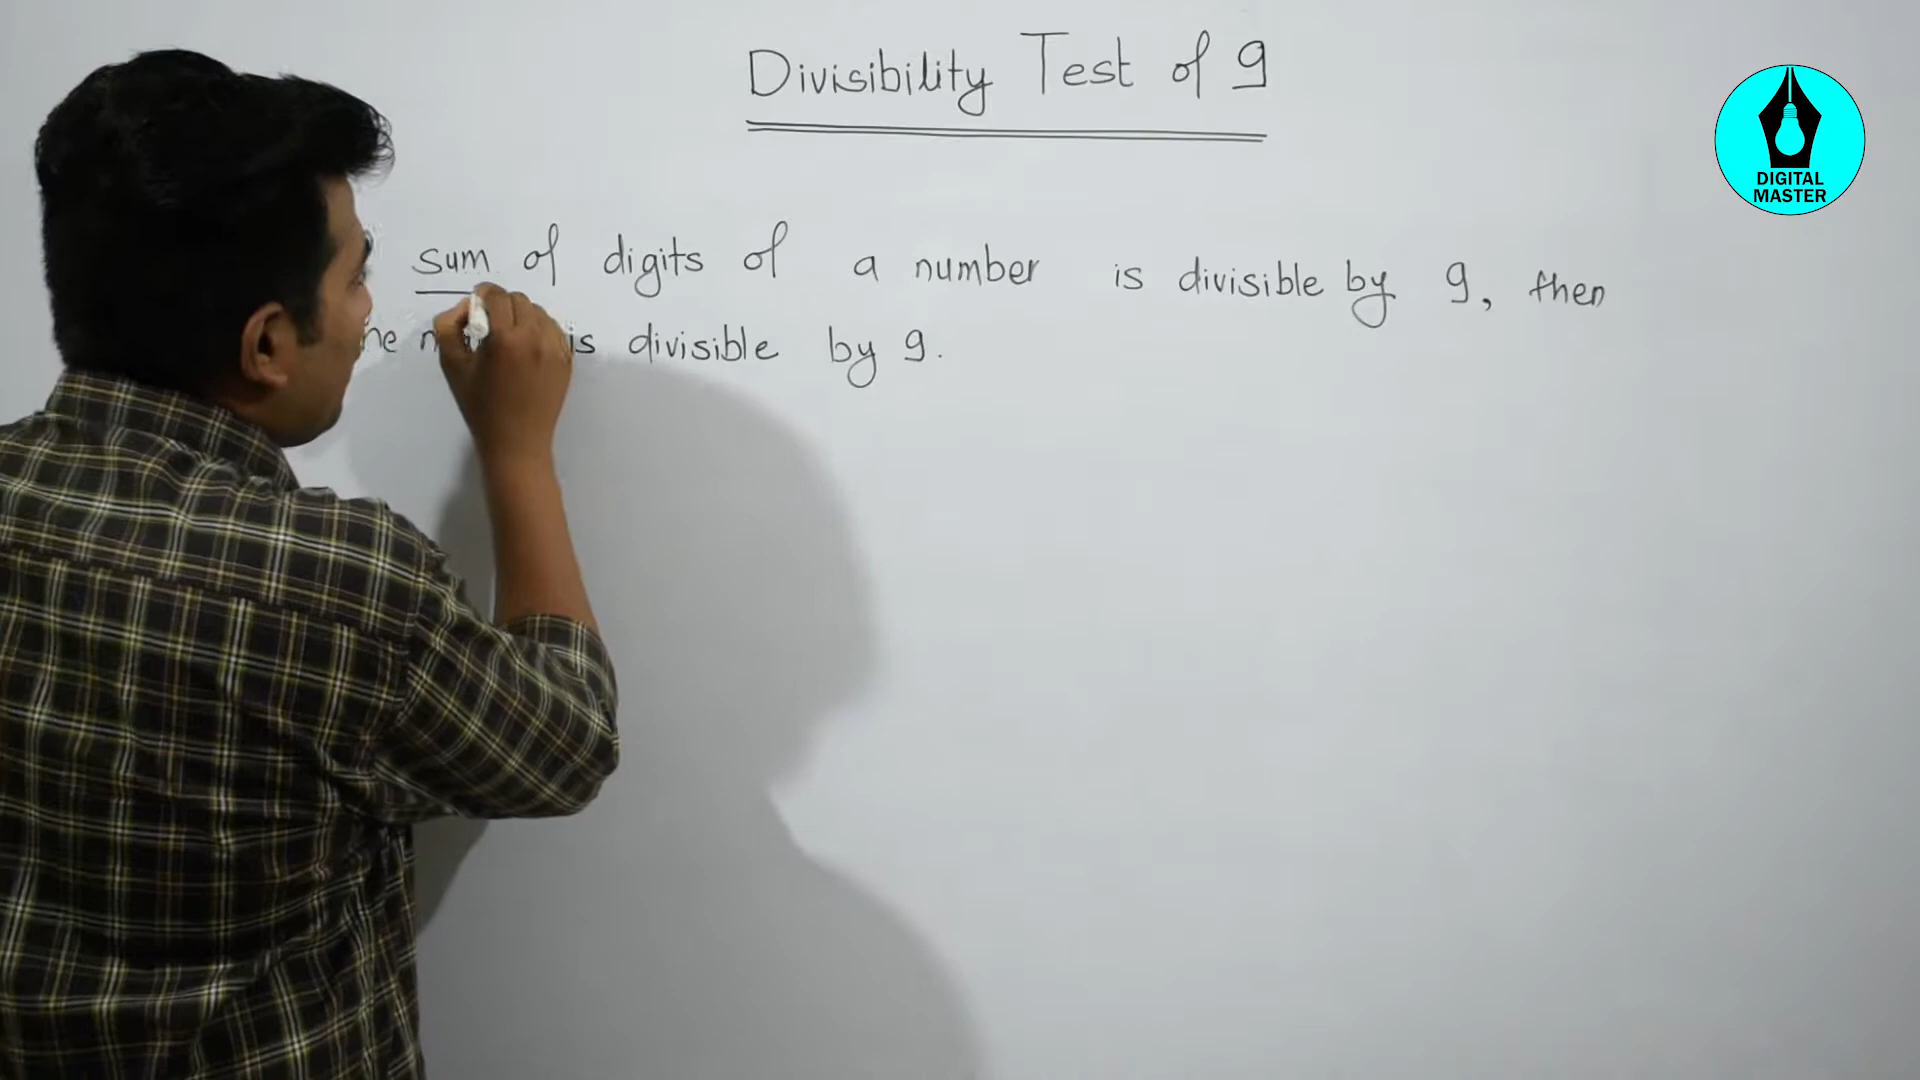 Divisibility Test of 9
sum of digits of a number is divisible by 9, then
is divisible by 9.
DIGITAL
MASTER